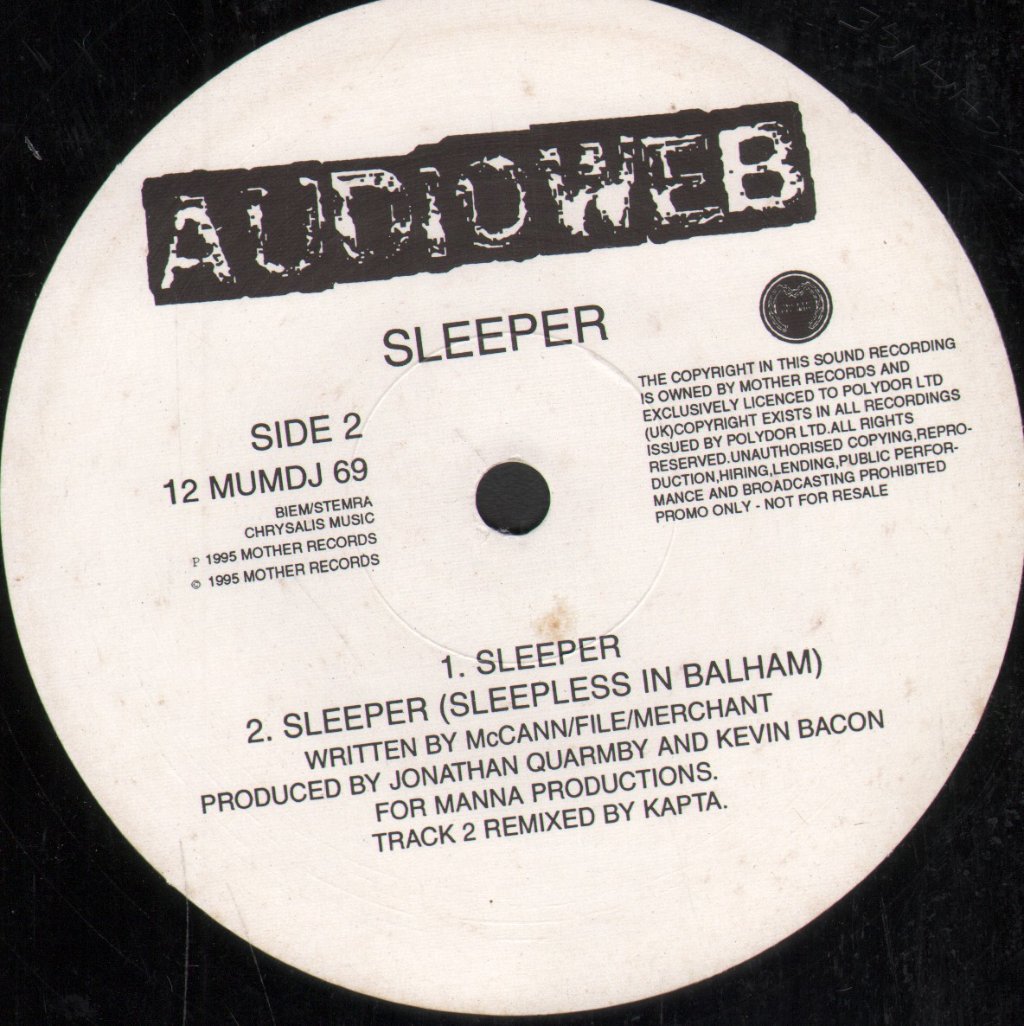 AUDIOWEB
SLEEPER
SIDE 2
12 MUMDJ 69
BIEM/STEMRA
CHRYSALIS MUSIC
P 1995 MOTHER RECORDS
© 1995 MOTHER RECORDS
THE COPYRIGHT IN THIS SOUND RECORDING
IS OWNED BY MOTHER RECORDS AND
EXCLUSIVELY LICENCED TO POLYDOR LTD
(UK)COPYRIGHT EXISTS IN ALL RECORDINGS
ISSUED BY POLYDOR LTD.ALL RIGHTS
RESERVED.UNAUTHORISED COPYING,REPRO-
DUCTION,HIRING,LENDING,PUBLIC PERFOR-
MANCE AND BROADCASTING PROHIBITED
PROMO ONLY - NOT FOR RESALE
1. SLEEPER
2. SLEEPER (SLEEPLESS IN BALHAM)
WRITTEN BY McCANN/FILE/MERCHANT
PRODUCED BY JONATHAN QUARMBY AND KEVIN BACON
FOR MANNA PRODUCTIONS.
TRACK 2 REMIXED BY KAPTA.